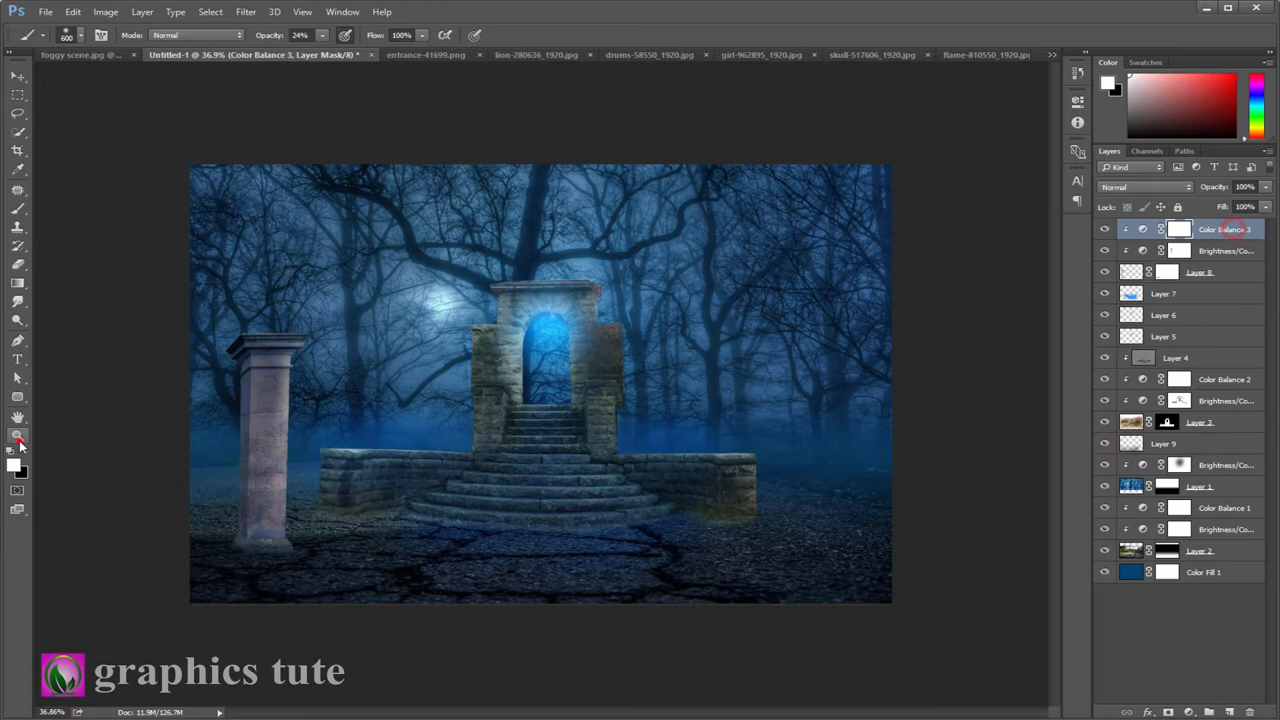 Ps File Edit Image Layer Type Select Filter 3D View Window Help
600 Mode: Normal Opacity: 24% Flow: 100%
foggy scene.jpg @... × Untitled-1 @ 36.9% (Color Balance 3, Layer Mask/8) * × entrance-41699.png × lion-280636_1920.jpg × drums-58550_1920.jpg × girl-962895_1920.jpg × skull-517606_1920.jpg × flame-810550_1920.jpg
Color Swatches
Layers Channels Paths
Kind
Normal Opacity: 100%
Lock: Fill: 100%
Color Balance 3
Brightness/Co...
Layer 8
Layer 7
Layer 6
Layer 5
Layer 4
Color Balance 2
Brightness/Co...
Layer 3
Layer 9
Brightness/Co...
Layer 1
Color Balance 1
Brightness/Co...
Layer 2
Color Fill 1
graphics tute
36.86% Doc: 11.9M/126.7M